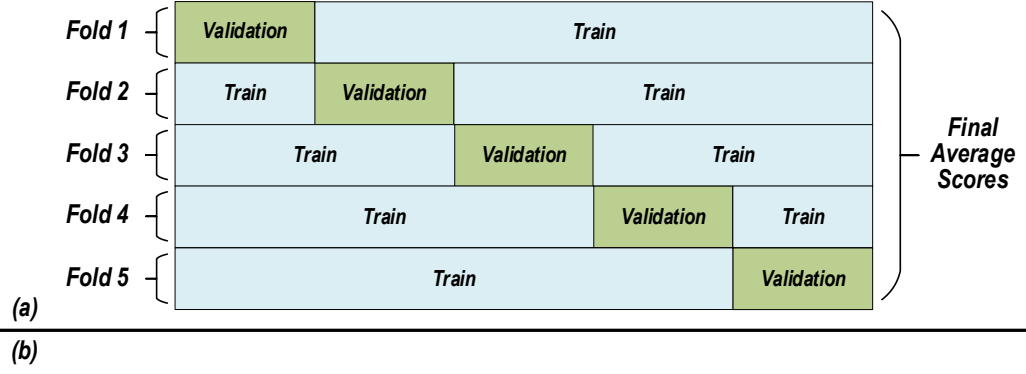 Fold 1 Validation Train
Fold 2 Train Validation Train
Fold 3 Train Validation Train
Fold 4 Train Validation Train
Fold 5 Train Validation
Final
Average
Scores
(a)
(b)